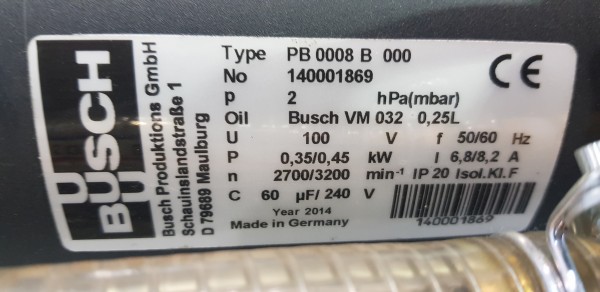 BUSCH
Busch Produktions GmbH
Schauinslandstraße 1
D 79689 Maulburg
Type PB 0008 B 000
No 140001869
p 2 hPa(mbar)
Oil Busch VM 032 0,25L
U 100 V f 50/60 Hz
P 0,35/0,45 kW I 6,8/8,2 A
n 2700/3200 min⁻¹ IP 20 Isol.Kl.F
C 60 µF/ 240 V
Year 2014
Made in Germany
CE
140001869